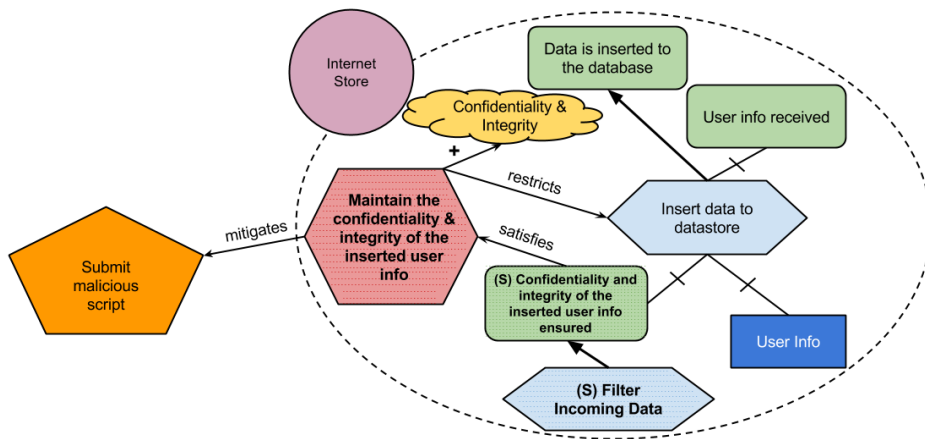 Internet
Store
Data is inserted to
the database
Confidentiality &
Integrity
User info received
+
restricts
Maintain the
confidentiality &
integrity of the
inserted user
info
Insert data to
datastore
mitigates
satisfies
Submit
malicious
script
(S) Confidentiality and
integrity of the
inserted user info
ensured
User Info
(S) Filter
Incoming Data